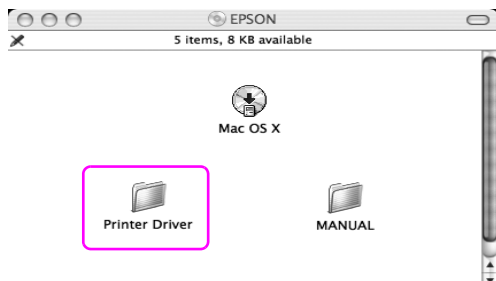 EPSON
5 items, 8 KB available
Mac OS X
Printer Driver
MANUAL